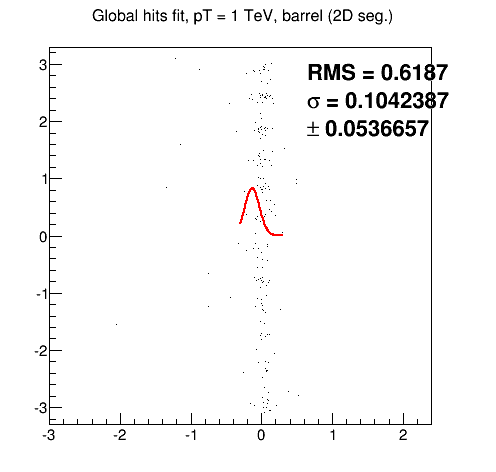 Global hits fit, pT = 1 TeV, barrel (2D seg.)
RMS = 0.6187
σ = 0.1042387
± 0.0536657
3
2
1
0
-1
-2
-3
-3 -2 -1 0 1 2